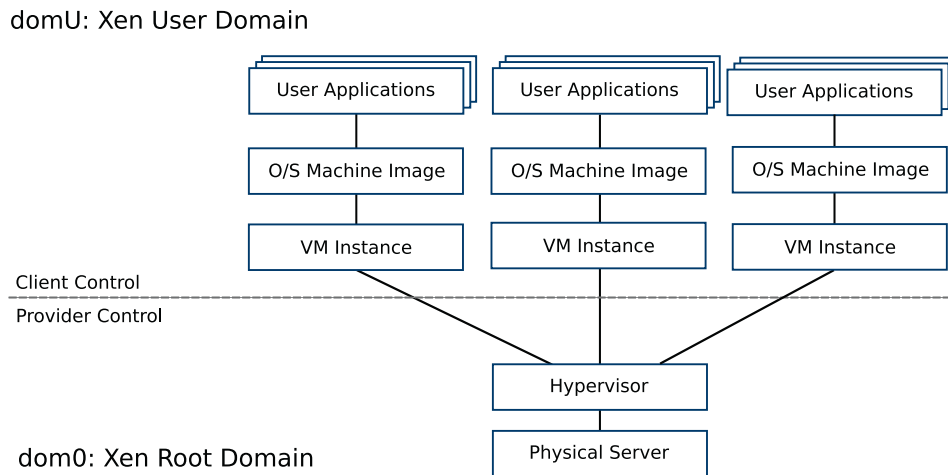 domU: Xen User Domain
User Applications
User Applications
User Applications
O/S Machine Image
O/S Machine Image
O/S Machine Image
VM Instance
VM Instance
VM Instance
Client Control
Provider Control
Hypervisor
Physical Server
dom0: Xen Root Domain